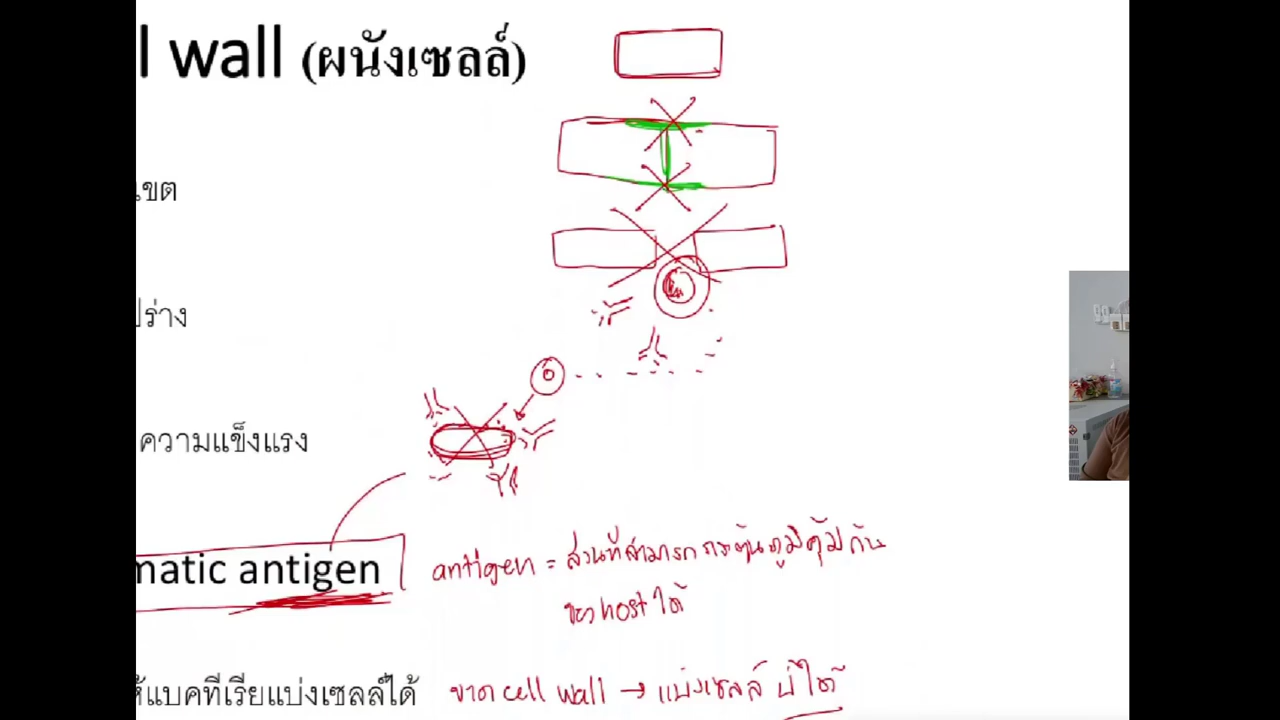 l wall (ผนังเซลล์)
เขต
ปร่าง
ความแข็งแรง
matic antigen
antigen = ส่วนที่สามารถกระตุ้นภูมิคุ้มกัน
ของ host ได้
ห้แบคทีเรียแบ่งเซลล์ได้
ขาด cell wall → แบ่งเซลล์ บ่ได้